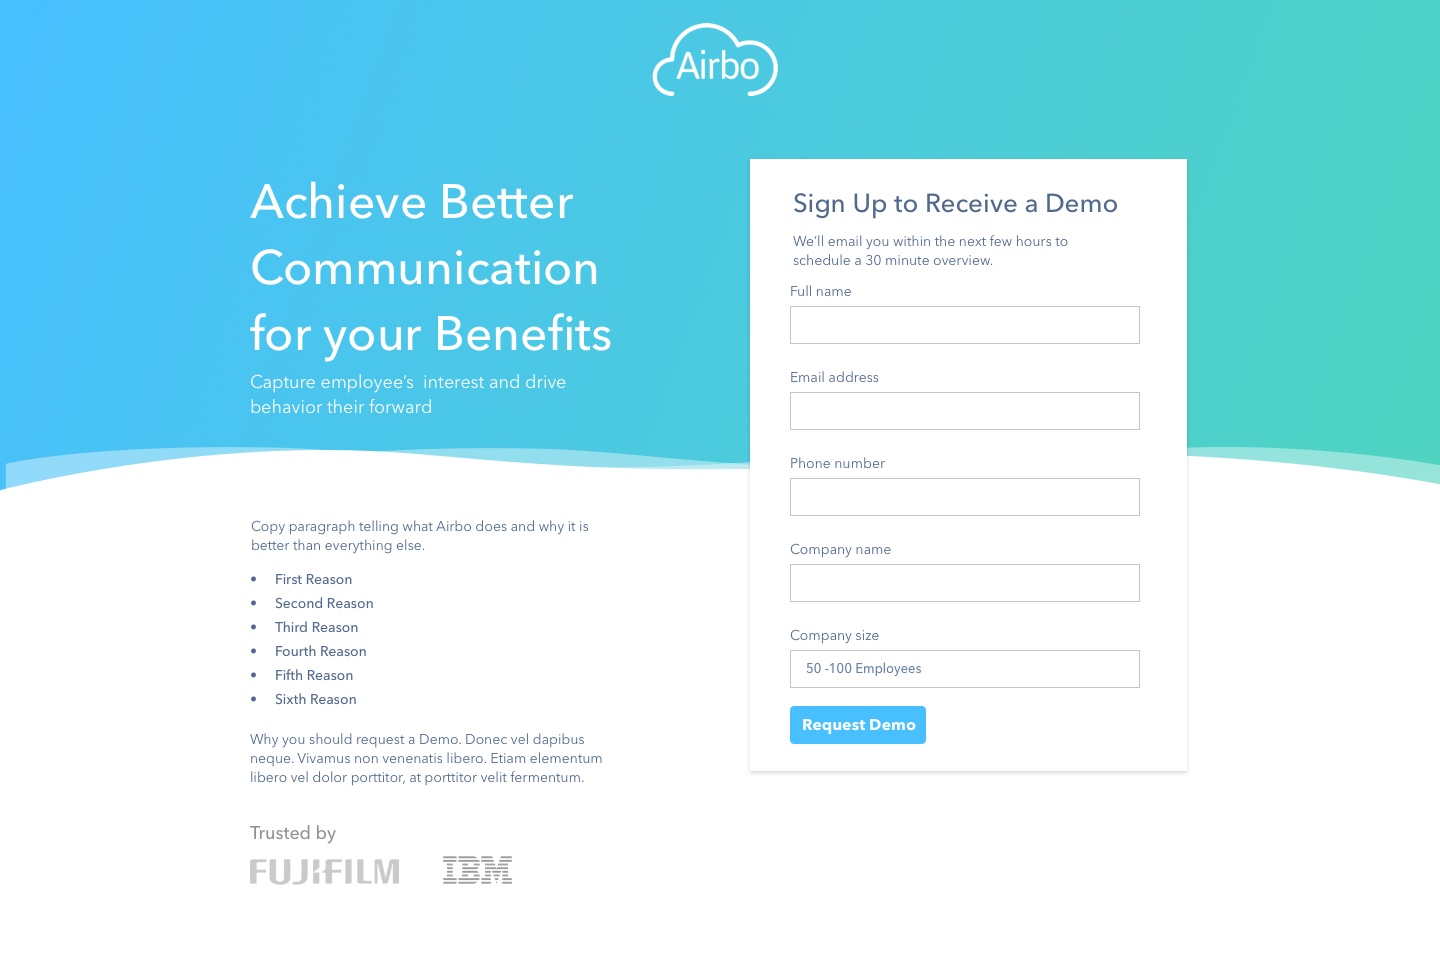 Airbo
Achieve Better
Communication
for your Benefits
Capture employee’s  interest and drive
behavior their forward
Sign Up to Receive a Demo
We’ll email you within the next few hours to
schedule a 30 minute overview.
Full name
Email address
Phone number
Company name
Company size
50 -100 Employees
Request Demo
Copy paragraph telling what Airbo does and why it is
better than everything else.
• First Reason
• Second Reason
• Third Reason
• Fourth Reason
• Fifth Reason
• Sixth Reason
Why you should request a Demo. Donec vel dapibus
neque. Vivamus non venenatis libero. Etiam elementum
libero vel dolor porttitor, at porttitor velit fermentum.
Trusted by
FUJIFILM IBM